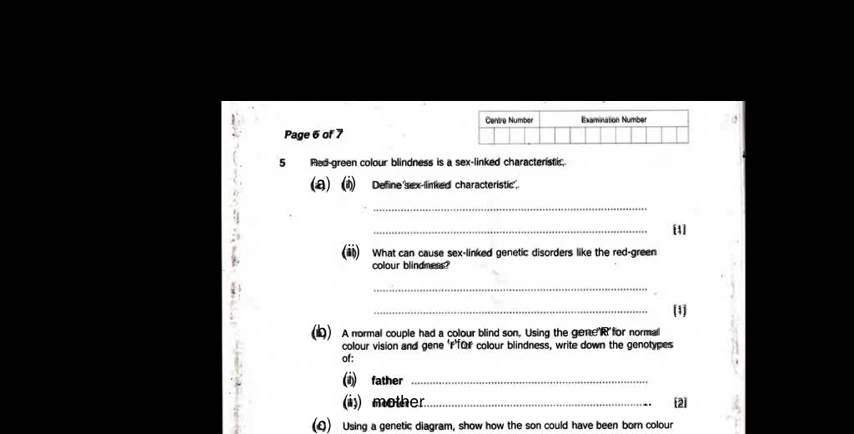 Centre Number Examination Number
Page 6 of 7
5 Red-green colour blindness is a sex-linked characteristic.
(a) (i) Define 'sex-linked characteristic'.
[1]
(ii) What can cause sex-linked genetic disorders like the red-green
colour blindness?
[1]
(b) A normal couple had a colour blind son. Using the gene 'R' for normal
colour vision and gene 'r' for colour blindness, write down the genotypes
of:
(i) father
(ii) mother [2]
(c) Using a genetic diagram, show how the son could have been born colour